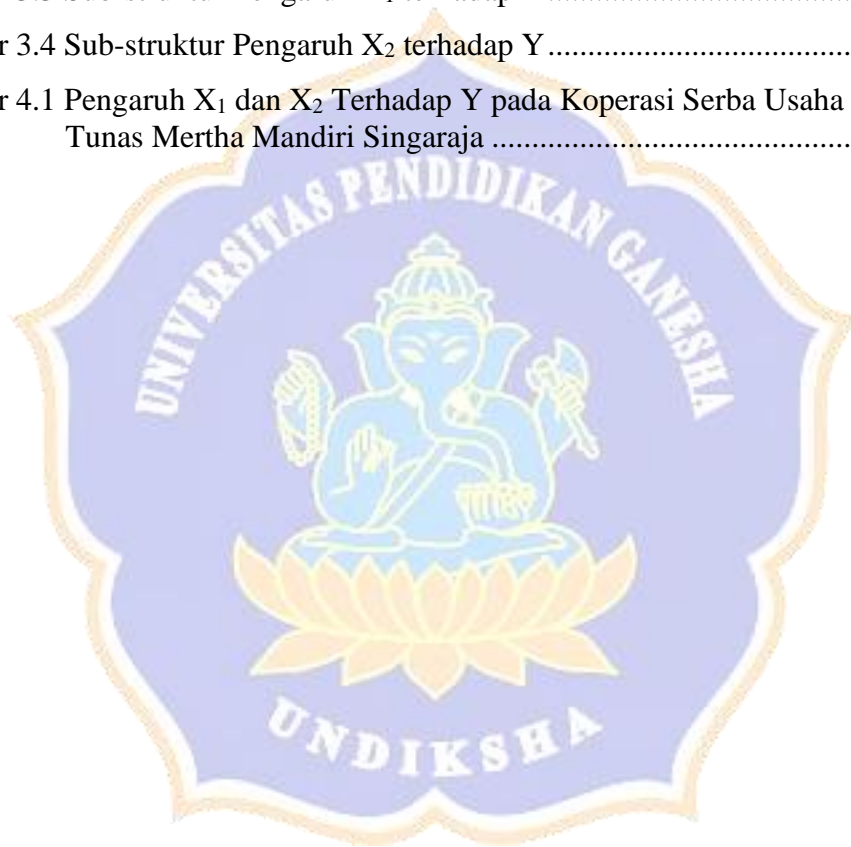 r 3.4 Sub-struktur Pengaruh X₂ terhadap Y ......................................
r 4.1 Pengaruh X₁ dan X₂ Terhadap Y pada Koperasi Serba Usaha
Tunas Mertha Mandiri Singaraja .............................................
UNIVERSITAS PENDIDIKAN GANESHA
UNDIKSHA